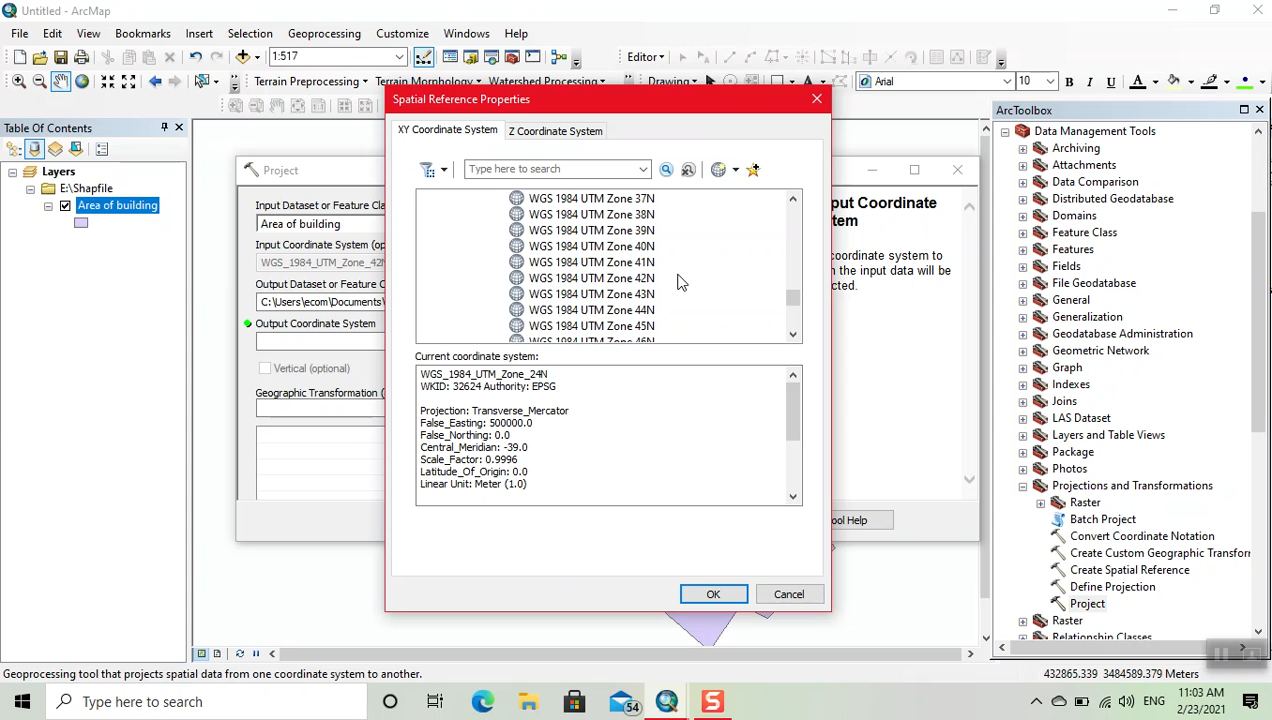 Untitled - ArcMap
File Edit View Bookmarks Insert Selection Geoprocessing Customize Windows Help
1:517 Editor
Terrain Preprocessing Terrain Morphology Watershed Processing Drawing Arial 10 B I U A
Table Of Contents
Layers
E:\Shapfile
Area of building
Project
Input Dataset or Feature Cla
Area of building
Input Coordinate System (op
WGS_1984_UTM_Zone_42N
Output Dataset or Feature C
C:\Users\ecom\Documents\
Output Coordinate System
Vertical (optional)
Geographic Transformation (
Spatial Reference Properties
XY Coordinate System Z Coordinate System
Type here to search
WGS 1984 UTM Zone 37N
WGS 1984 UTM Zone 38N
WGS 1984 UTM Zone 39N
WGS 1984 UTM Zone 40N
WGS 1984 UTM Zone 41N
WGS 1984 UTM Zone 42N
WGS 1984 UTM Zone 43N
WGS 1984 UTM Zone 44N
WGS 1984 UTM Zone 45N
WGS 1984 UTM Zone 46N
Current coordinate system:
WGS_1984_UTM_Zone_24N
WKID: 32624 Authority: EPSG
Projection: Transverse_Mercator
False_Easting: 500000.0
False_Northing: 0.0
Central_Meridian: -39.0
Scale_Factor: 0.9996
Latitude_Of_Origin: 0.0
Linear Unit: Meter (1.0)
OK Cancel
put Coordinate
em
coordinate system to
h the input data will be
cted.
ool Help
ArcToolbox
Data Management Tools
Archiving
Attachments
Data Comparison
Distributed Geodatabase
Domains
Feature Class
Features
Fields
File Geodatabase
General
Generalization
Geodatabase Administration
Geometric Network
Graph
Indexes
Joins
LAS Dataset
Layers and Table Views
Package
Photos
Projections and Transformations
Raster
Batch Project
Convert Coordinate Notation
Create Custom Geographic Transfor
Create Spatial Reference
Define Projection
Project
Raster
Relationship Classes
Geoprocessing tool that projects spatial data from one coordinate system to another.
432865.339 3484589.379 Meters
Type here to search
54
ENG
11:03 AM
2/23/2021